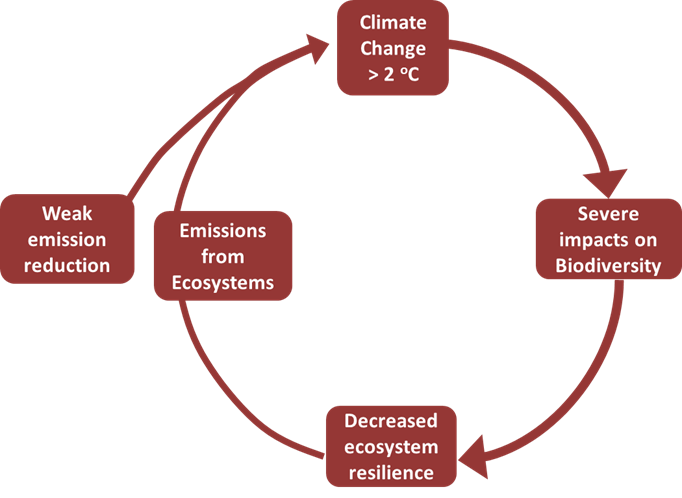 Climate
Change
> 2 °C
Weak
emission
reduction
Emissions
from
Ecosystems
Severe
impacts on
Biodiversity
Decreased
ecosystem
resilience